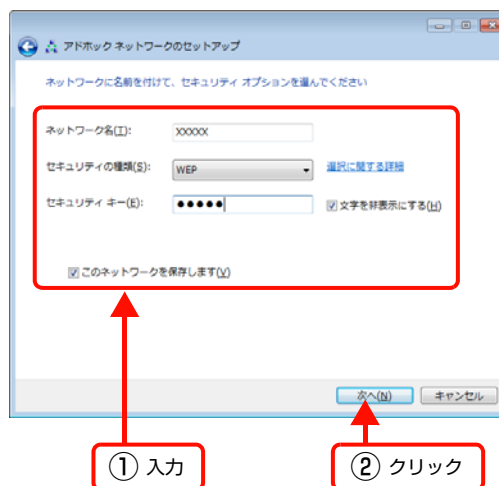 アドホック ネットワークのセットアップ
ネットワークに名前を付けて、セキュリティ オプションを選んでください
ネットワーク名(T): XXXXX
セキュリティの種類(S): WEP 選択に関する詳細
セキュリティ キー(E): ●●●●● 文字を非表示にする(H)
このネットワークを保存します(V)
次へ(N) キャンセル
① 入力 ② クリック